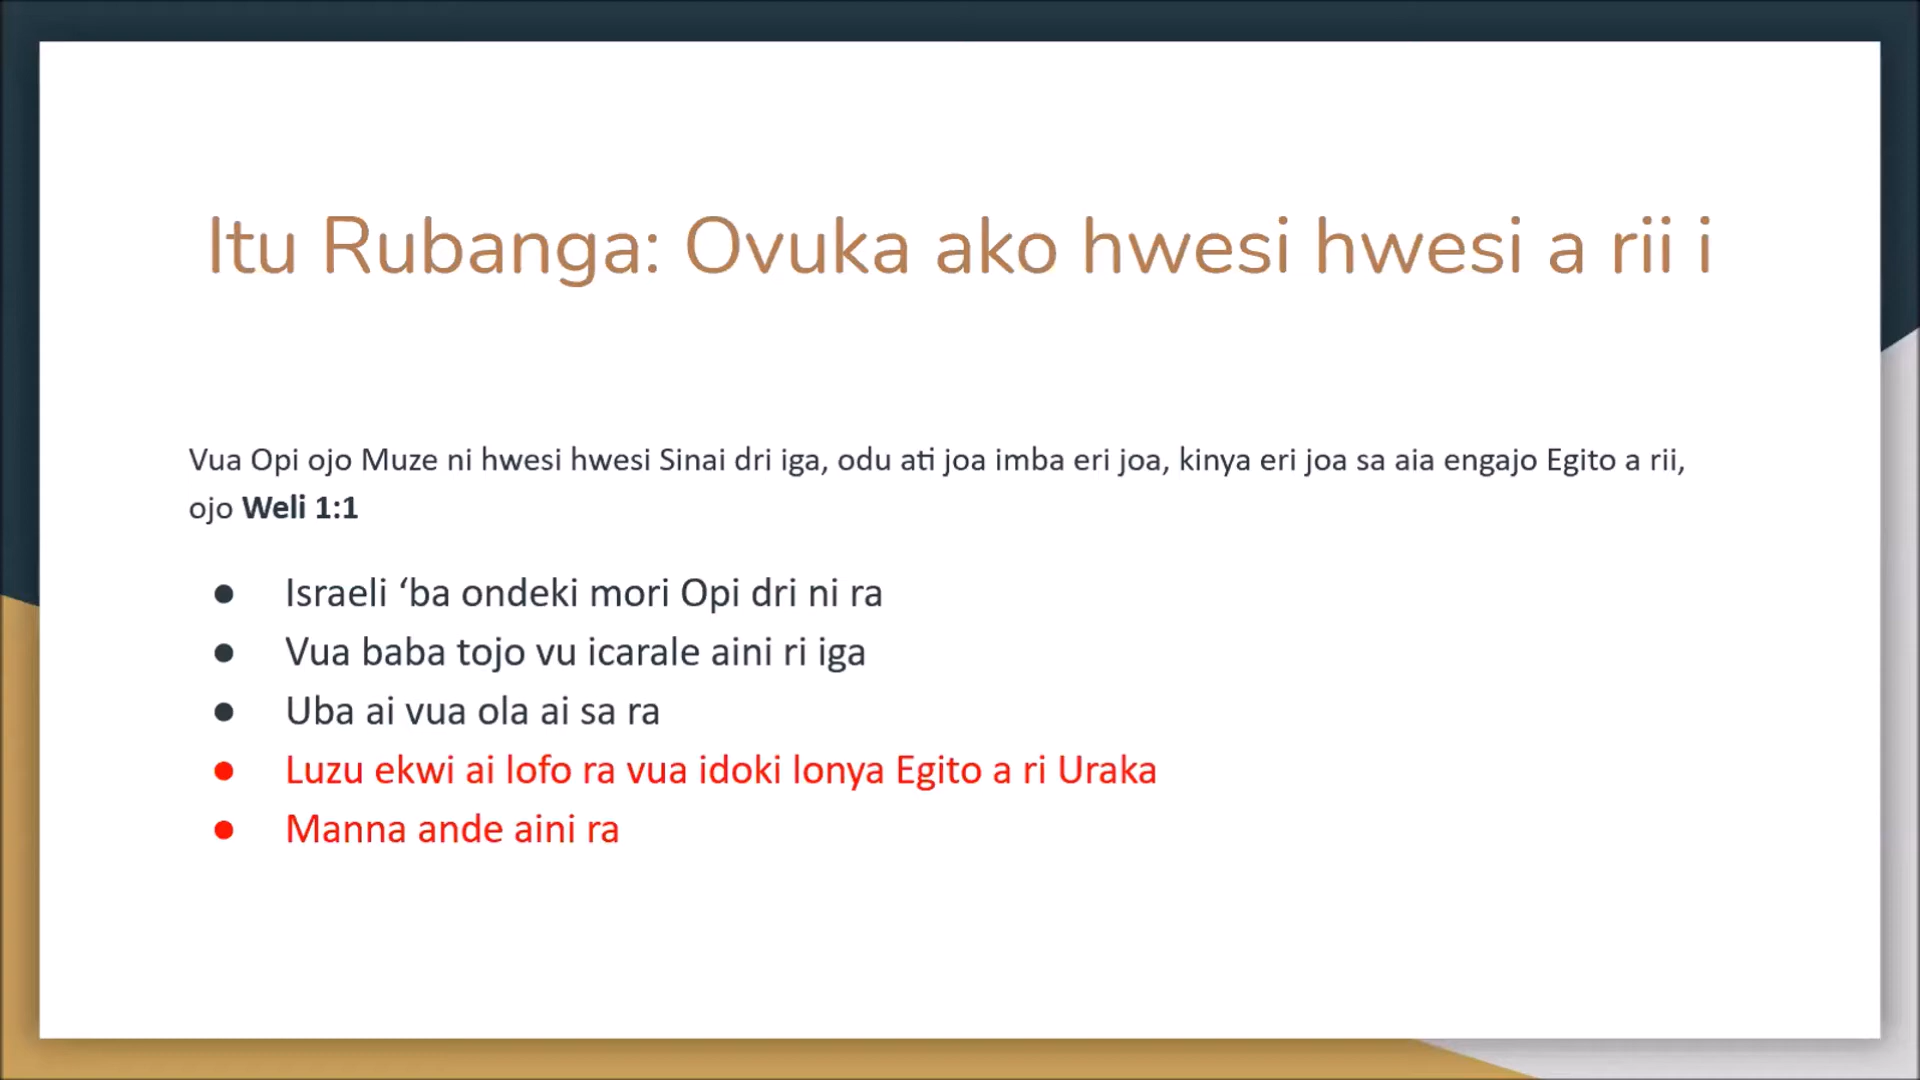 Itu Rubanga: Ovuka ako hwesi hwesi a rii i
Vua Opi ojo Muze ni hwesi hwesi Sinai dri iga, odu ati joa imba eri joa, kinya eri joa sa aia engajo Egito a rii,
ojo Weli 1:1
● Israeli ‘ba ondeki mori Opi dri ni ra
● Vua baba tojo vu icarale aini ri iga
● Uba ai vua ola ai sa ra
● Luzu ekwi ai lofo ra vua idoki lonya Egito a ri Uraka
● Manna ande aini ra